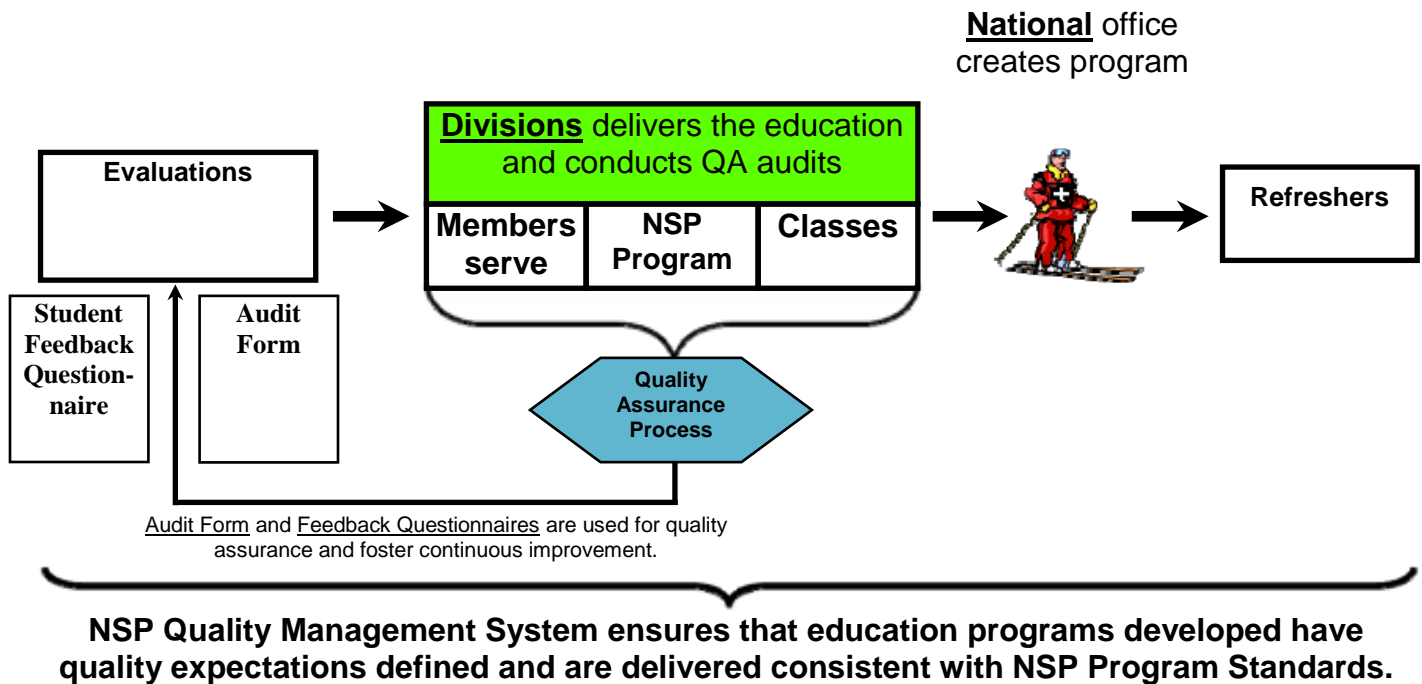 National office
creates program
Divisions delivers the education
and conducts QA audits
Evaluations
Members
serve
NSP
Program
Classes
Refreshers
Student
Feedback
Question-
naire
Audit
Form
Quality
Assurance
Process
Audit Form and Feedback Questionnaires are used for quality
assurance and foster continuous improvement.
NSP Quality Management System ensures that education programs developed have
quality expectations defined and are delivered consistent with NSP Program Standards.